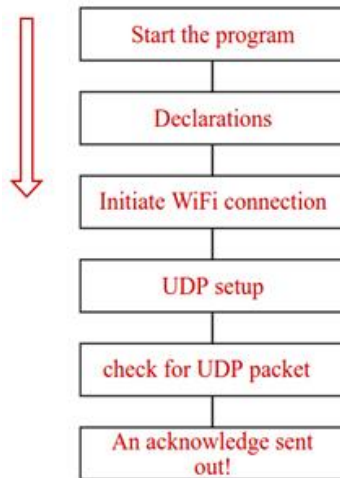 Start the program
Declarations
Initiate WiFi connection
UDP setup
check for UDP packet
An acknowledge sent
out!